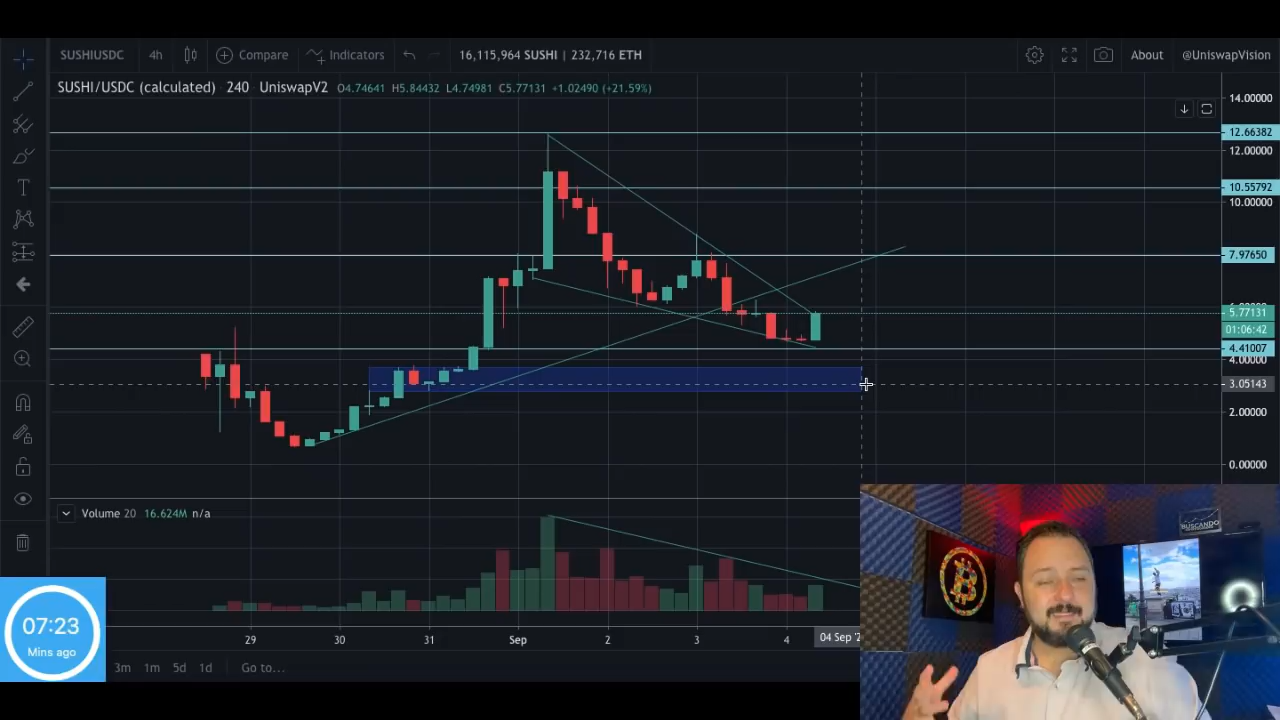 SUSHIUSDC 4h Compare Indicators 16,115,964 SUSHI | 232,716 ETH About @UniswapVision
SUSHI/USDC (calculated) 240 UniswapV2 O4.74641 H5.84432 L4.74981 C5.77131 +1.02490 (+21.59%)
14.00000
12.66382
12.00000
10.55792
10.00000
7.97650
5.77131
01:06:42
4.41007
4.00000
3.05143
2.00000
0.00000
Volume 20 16.624M n/a
BUSCANDO
07:23
Mins ago
29 30 31 Sep 2 3 4 04 Sep '2
3m 1m 5d 1d Go to...